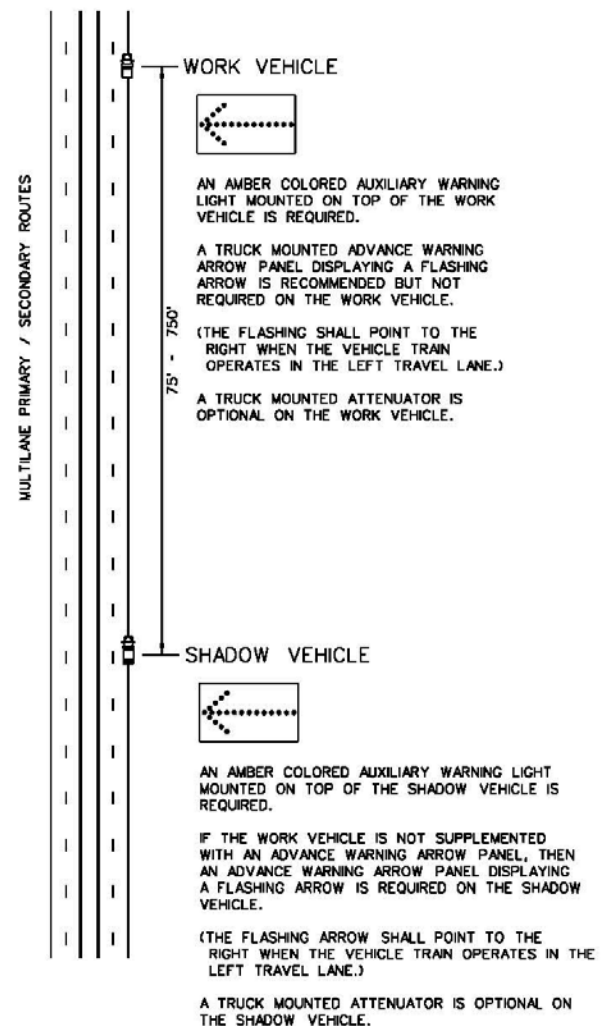 WORK VEHICLE
AN AMBER COLORED AUXILIARY WARNING
LIGHT MOUNTED ON TOP OF THE WORK
VEHICLE IS REQUIRED.
A TRUCK MOUNTED ADVANCE WARNING
ARROW PANEL DISPLAYING A FLASHING
ARROW IS RECOMMENDED BUT NOT
REQUIRED ON THE WORK VEHICLE.
(THE FLASHING SHALL POINT TO THE
RIGHT WHEN THE VEHICLE TRAIN
OPERATES IN THE LEFT TRAVEL LANE.)
A TRUCK MOUNTED ATTENUATOR IS
OPTIONAL ON THE WORK VEHICLE.
MULTILANE PRIMARY / SECONDARY ROUTES
75' - 750'
SHADOW VEHICLE
AN AMBER COLORED AUXILIARY WARNING LIGHT
MOUNTED ON TOP OF THE SHADOW VEHICLE IS
REQUIRED.
IF THE WORK VEHICLE IS NOT SUPPLEMENTED
WITH AN ADVANCE WARNING ARROW PANEL, THEN
AN ADVANCE WARNING ARROW PANEL DISPLAYING
A FLASHING ARROW IS REQUIRED ON THE SHADOW
VEHICLE.
(THE FLASHING ARROW SHALL POINT TO THE
RIGHT WHEN THE VEHICLE TRAIN OPERATES IN THE
LEFT TRAVEL LANE.)
A TRUCK MOUNTED ATTENUATOR IS OPTIONAL ON
THE SHADOW VEHICLE.